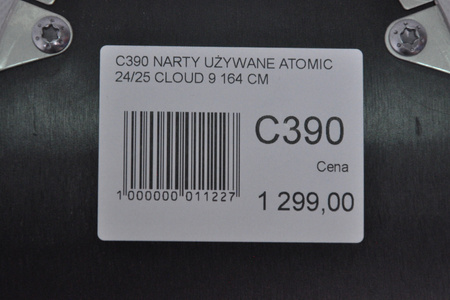 C390 NARTY UŻYWANE ATOMIC
24/25 CLOUD 9 164 CM
C390
Cena
1 000000 011227
1 299,00